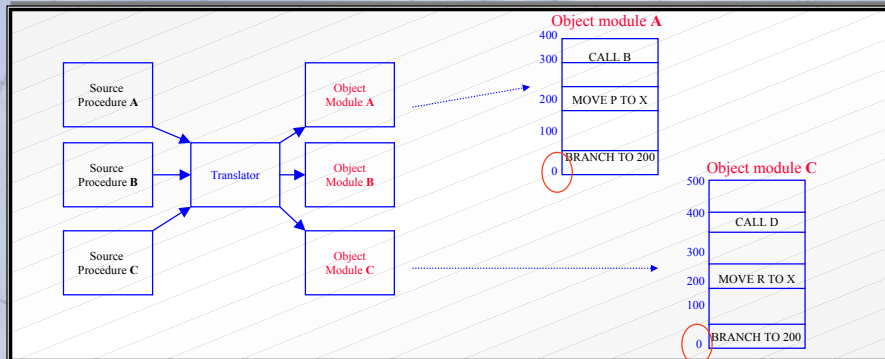 Source
Procedure A
Source
Procedure B
Source
Procedure C
Translator
Object
Module A
Object
Module B
Object
Module C
Object module A
400
300
CALL B
200
MOVE P TO X
100
BRANCH TO 200
0
Object module C
500
400
CALL D
300
200
MOVE R TO X
100
0
BRANCH TO 200